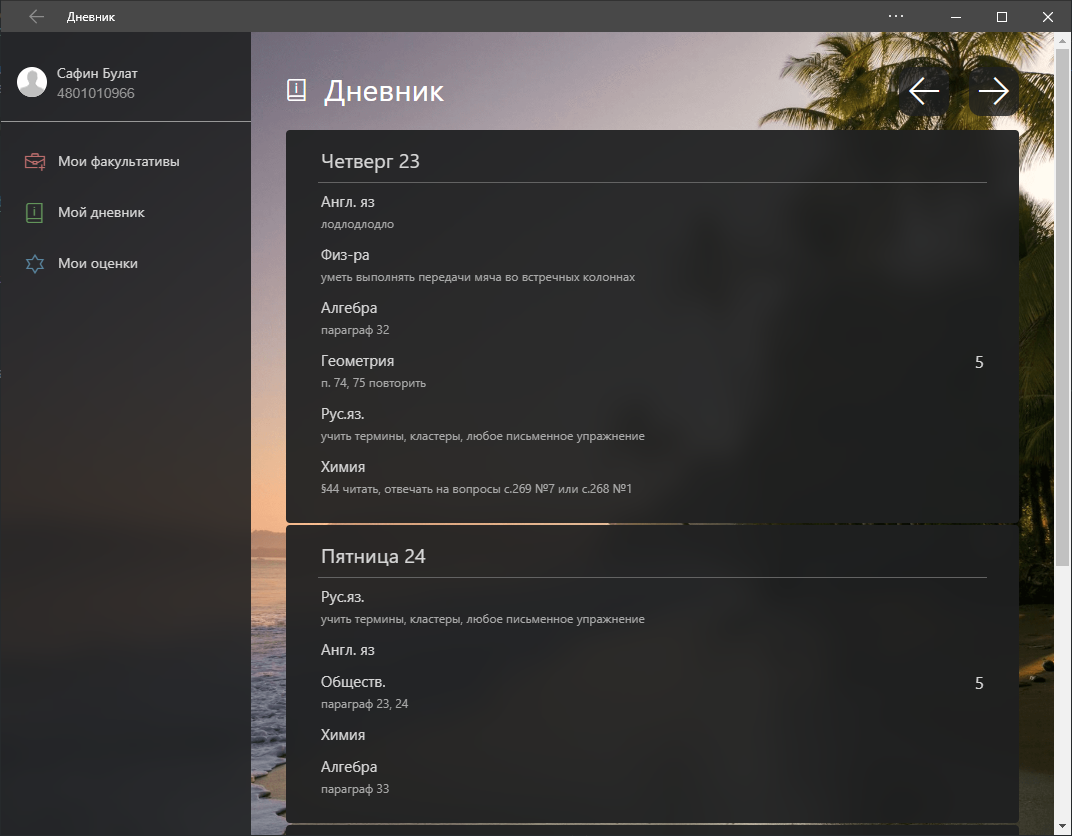 Дневник
Сафин Булат
4801010966
Мои факультативы
Мой дневник
Мои оценки
Дневник
Четверг 23
Англ. яз
лодлодлодло
Физ-ра
уметь выполнять передачи мяча во встречных колоннах
Алгебра
параграф 32
Геометрия 5
п. 74, 75 повторить
Рус.яз.
учить термины, кластеры, любое письменное упражнение
Химия
§44 читать, отвечать на вопросы с.269 №7 или с.268 №1
Пятница 24
Рус.яз.
учить термины, кластеры, любое письменное упражнение
Англ. яз
Обществ. 5
параграф 23, 24
Химия
Алгебра
параграф 33